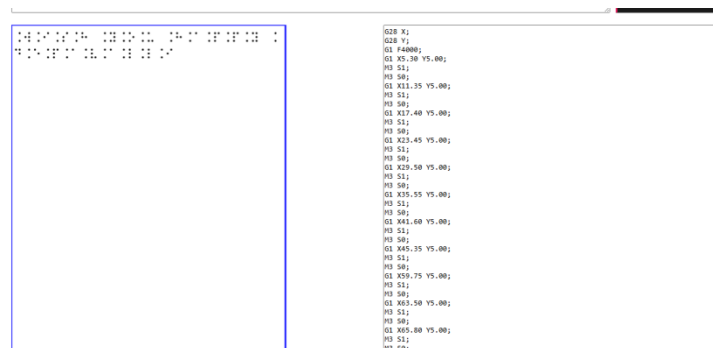 G28 X;
G28 Y;
G1 F4000;
G1 X5.30 Y5.00;
M3 S1;
M3 S0;
G1 X11.35 Y5.00;
M3 S1;
M3 S0;
G1 X17.40 Y5.00;
M3 S1;
M3 S0;
G1 X23.45 Y5.00;
M3 S1;
M3 S0;
G1 X29.50 Y5.00;
M3 S1;
M3 S0;
G1 X35.55 Y5.00;
M3 S1;
M3 S0;
G1 X41.60 Y5.00;
M3 S1;
M3 S0;
G1 X45.35 Y5.00;
M3 S1;
M3 S0;
G1 X59.75 Y5.00;
M3 S1;
M3 S0;
G1 X63.50 Y5.00;
M3 S1;
M3 S0;
G1 X65.80 Y5.00;
M3 S1;
M3 S0;